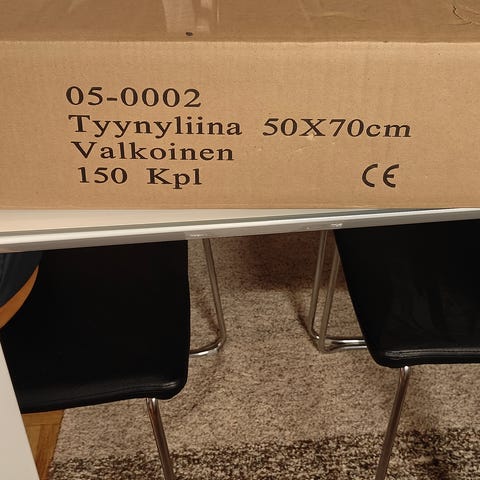 05-0002
Tyynyliina 50X70cm
Valkoinen
150 Kpl CE